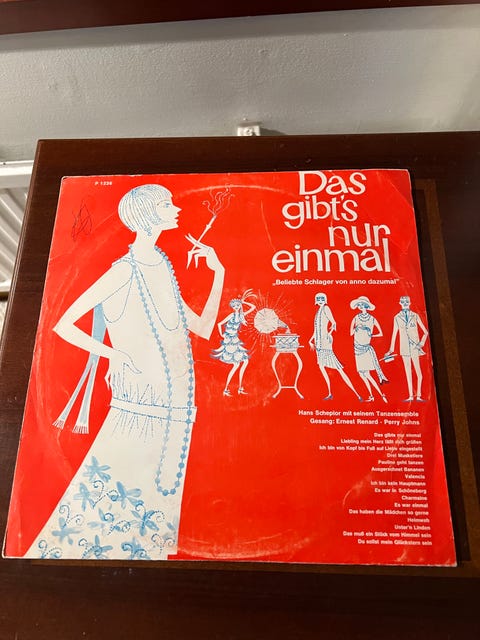 P 1236
Das
gibt's
nur
einmal
„Beliebte Schlager von anno dazumal"
Hans Schepior mit seinem Tanzensemble
Gesang: Ernest Renard · Perry Johns
Das gibts nur einmal
Liebling mein Herz läßt dich grüßen
Ich bin von Kopf bis Fuß auf Liebe eingestellt
Drei Musketiere
Pauline geht tanzen
Ausgerechnet Bananen
Valencia
Ich bin kein Hauptmann
Es war in Schöneberg
Charmaine
Es war einmal
Das haben die Mädchen so gerne
Heimweh
Unter'n Linden
Das muß ein Stück vom Himmel sein
Du sollst mein Glückstern sein